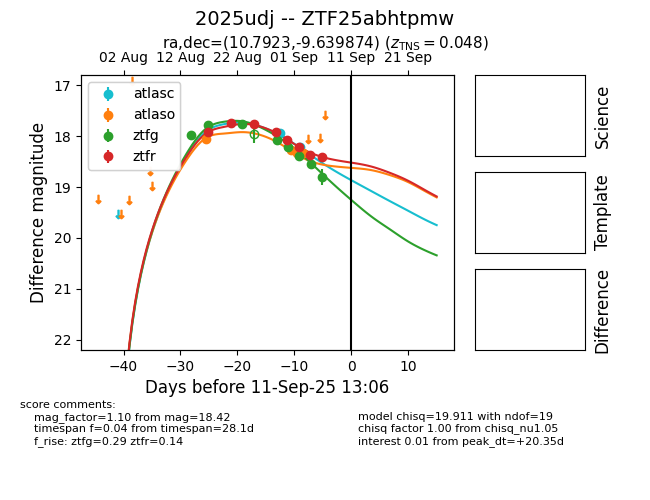 2025udj -- ZTF25abhtpmw
ra,dec=(10.7923,-9.639874) (z_TNS = 0.048)
02 Aug 12 Aug 22 Aug 01 Sep 11 Sep 21 Sep
atlasc
atlaso
ztfg
ztfr
17
18
19
20
21
22
Difference magnitude
−40 −30 −20 −10 0 10
Days before 11-Sep-25 13:06
Science
Template
Difference
score comments:
mag_factor=1.10 from mag=18.42
timespan f=0.04 from timespan=28.1d
f_rise: ztfg=0.29 ztfr=0.14
model chisq=19.911 with ndof=19
chisq factor 1.00 from chisq_nu1.05
interest 0.01 from peak_dt=+20.35d